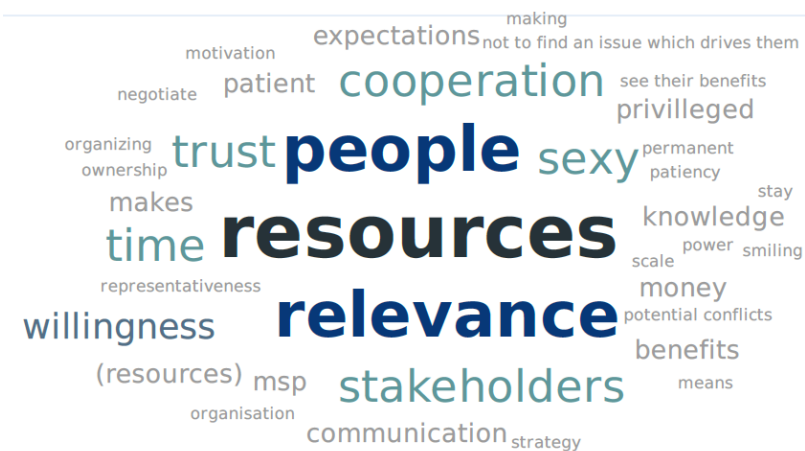 making
expectations
not to find an issue which drives them
motivation
patient
cooperation
see their benefits
negotiate
privilleged
organizing
trust
people
sexy
permanent
ownership
patiency
makes
stay
resources
knowledge
time
power
smiling
scale
representativeness
money
willingness
relevance
potential conflicts
benefits
(resources)
msp
stakeholders
means
organisation
communication
strategy